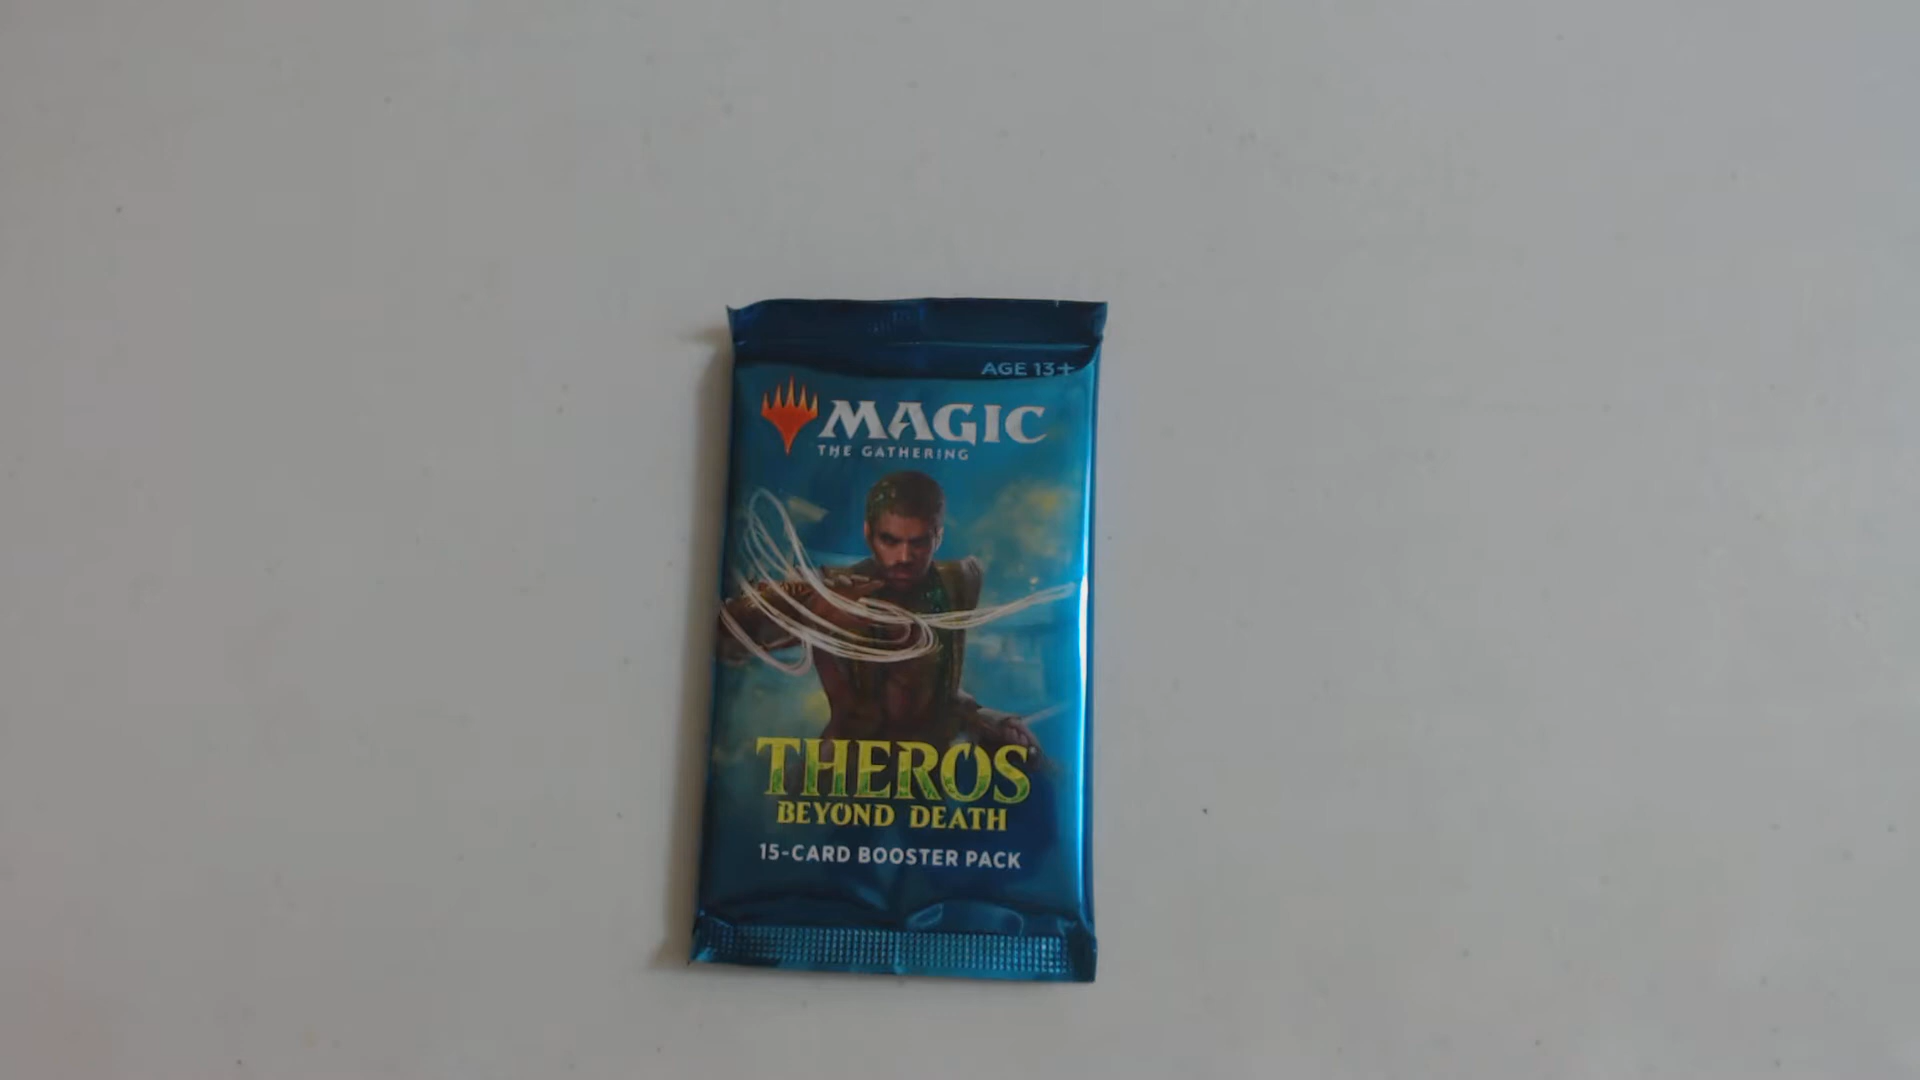 AGE 13+
MAGIC
THE GATHERING
THEROS
BEYOND DEATH
15-CARD BOOSTER PACK